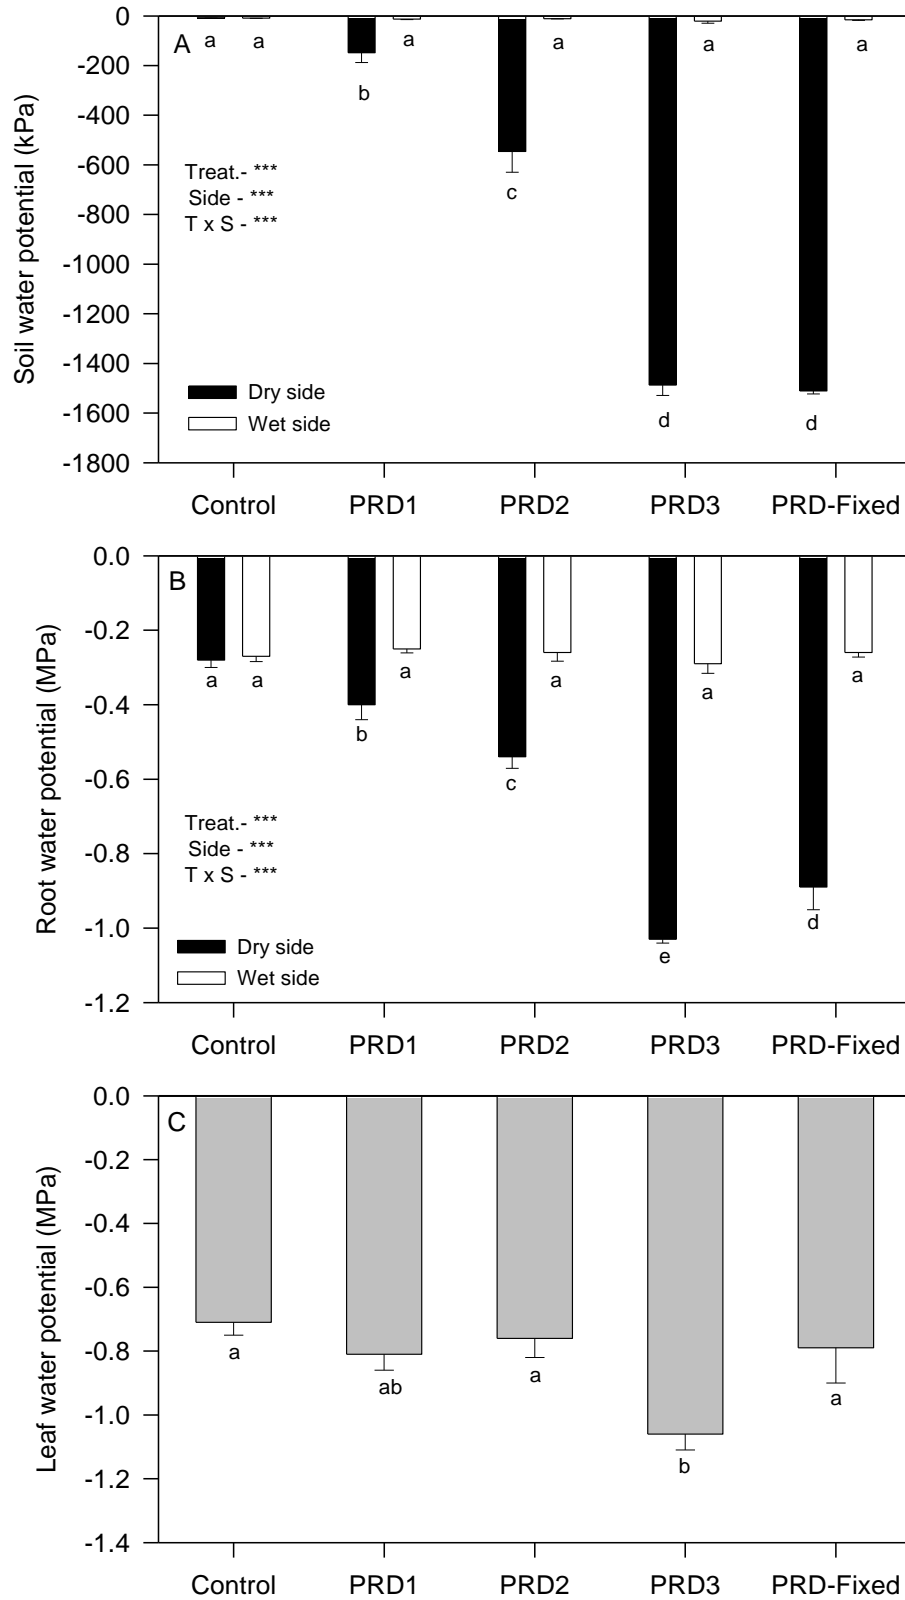 A
Soil water potential (kPa)
0
-200
-400
-600
-800
-1000
-1200
-1400
-1600
-1800
a a b a c a d a d a
Treat.- ***
Side - ***
T x S - ***
Dry side
Wet side
Control PRD1 PRD2 PRD3 PRD-Fixed
B
Root water potential (MPa)
0.0
-0.2
-0.4
-0.6
-0.8
-1.0
-1.2
a a b a c a e a d a
Treat.- ***
Side - ***
T x S - ***
Dry side
Wet side
Control PRD1 PRD2 PRD3 PRD-Fixed
C
Leaf water potential (MPa)
0.0
-0.2
-0.4
-0.6
-0.8
-1.0
-1.2
-1.4
a ab a b a
Control PRD1 PRD2 PRD3 PRD-Fixed